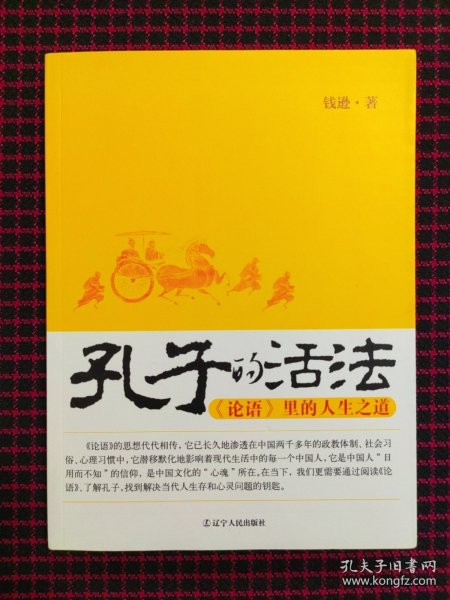 钱逊·著
孔子的活法
《论语》里的人生之道
《论语》的思想代代相传,它已长久地渗透在中国两千多年的政教体制、社会习
俗、心理习惯中,它潜移默化地影响着现代生活中的每一个中国人,它是中国人“日
用而不知”的信仰,是中国文化的“心魂”所在,在当下,我们更需要通过阅读《论
语》、了解孔子,找到解决当代人生存和心灵问题的钥匙。
辽宁人民出版社
孔夫子旧书网
www.kongfz.com